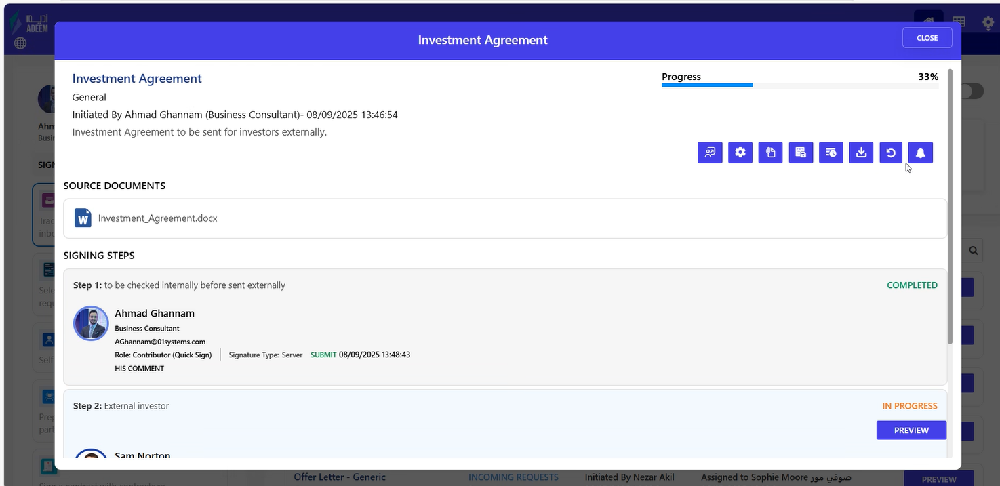 اديم
ADEEM
Investment Agreement
CLOSE
Investment Agreement
Progress 33%
General
Initiated By Ahmad Ghannam (Business Consultant)- 08/09/2025 13:46:54
Investment Agreement to be sent for investors externally.
SOURCE DOCUMENTS
W Investment_Agreement.docx
SIGNING STEPS
Step 1: to be checked internally before sent externally COMPLETED
Ahmad Ghannam
Business Consultant
AGhannam@01systems.com
Role: Contributor (Quick Sign) Signature Type: Server SUBMIT 08/09/2025 13:48:43
HIS COMMENT
Step 2: External investor IN PROGRESS
PREVIEW
Sam Norton
Offer Letter - Generic INCOMING REQUESTS Initiated By Nezar Akil Assigned to Sophie Moore صوفي مور PREVIEW